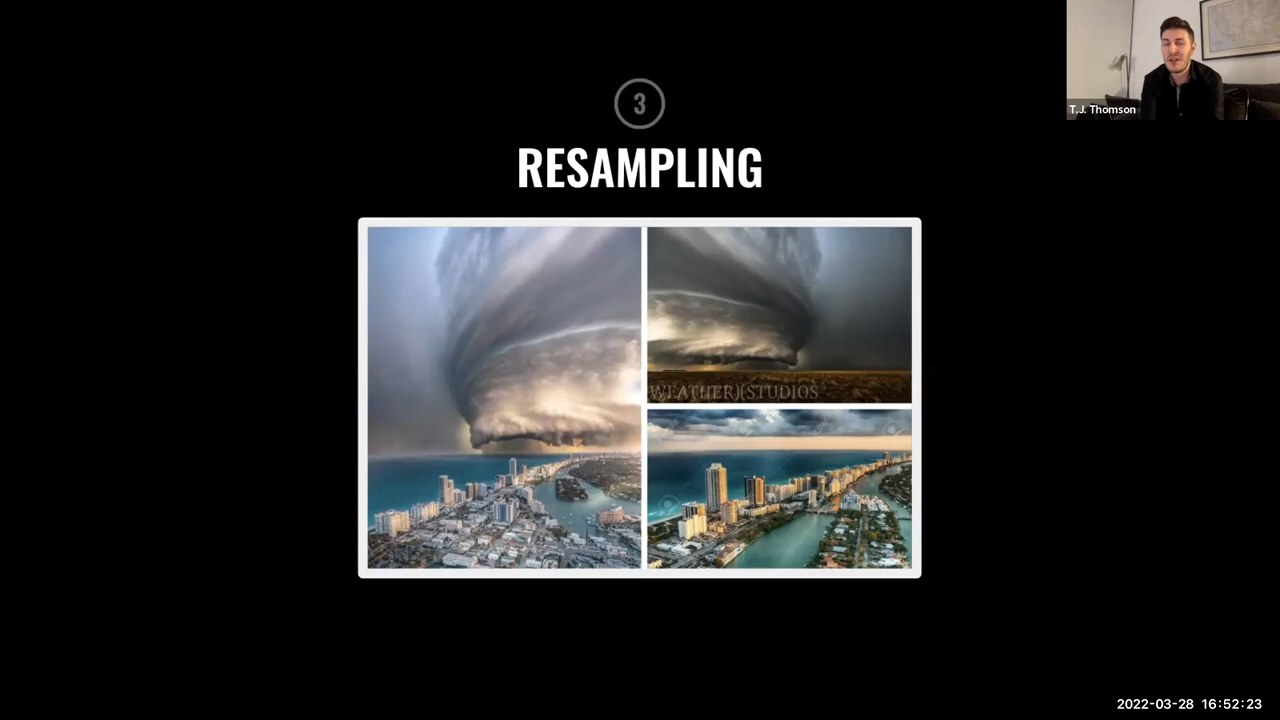 3
RESAMPLING
T.J. Thomson
WEATHER)(STUDIOS
2022-03-28 16:52:23